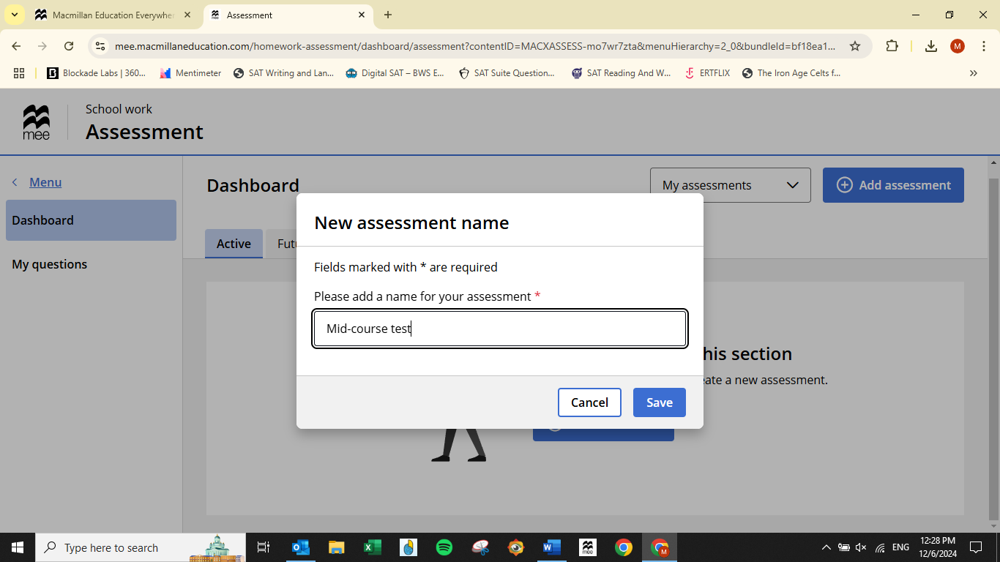 Macmillan Education Everywhe
Assessment
mee.macmillaneducation.com/homework-assessment/dashboard/assessment?contentID=MACXASSESS-mo7wr7zta&menuHierarchy=2_0&bundleId=bf18ea1...
M
Blockade Labs | 360...
Mentimeter
SAT Writing and Lan...
Digital SAT – BWS E...
SAT Suite Question...
SAT Reading And W...
ERTFLIX
The Iron Age Celts f...
mee
School work
Assessment
Menu
Dashboard
My questions
Dashboard
My assessments
Add assessment
Active
Futu
New assessment name
Fields marked with * are required
Please add a name for your assessment *
Mid-course test
his section
eate a new assessment.
Cancel
Save
Type here to search
mee
M
ENG
12:28 PM
12/6/2024